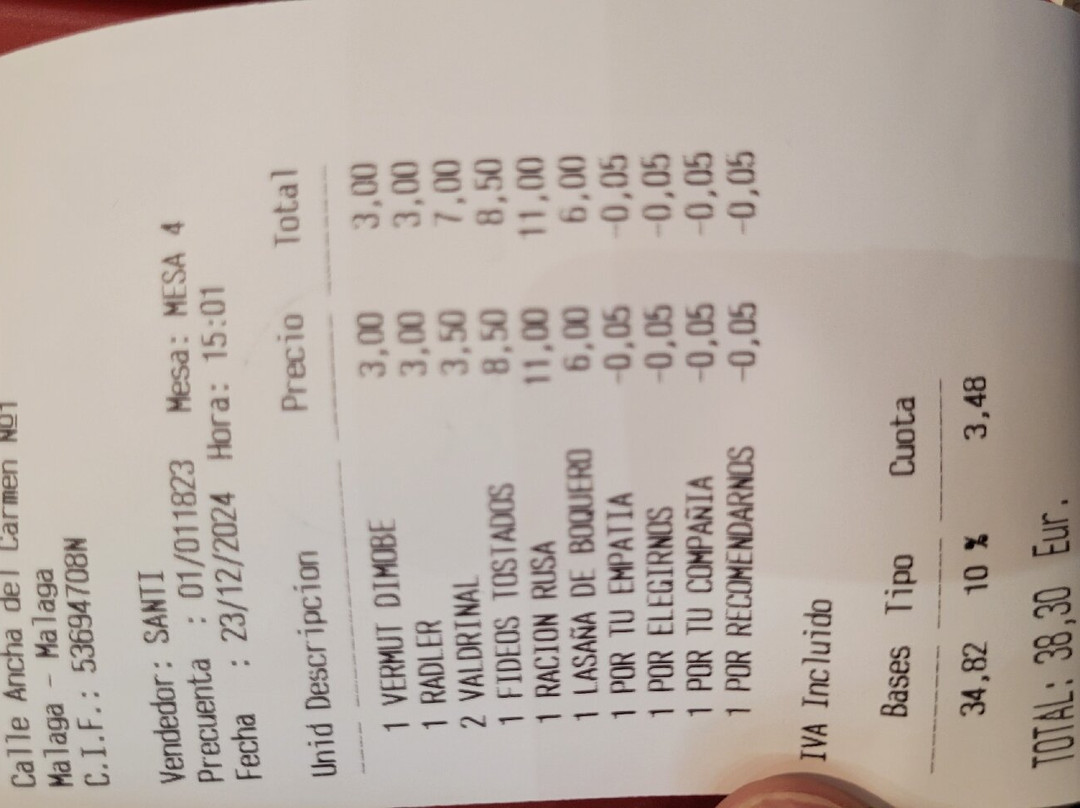 Calle Ancha del Carmen Nº1
Malaga - Malaga
C.I.F.: 53694708N
Vendedor: SANTI Mesa: MESA 4
Precuenta : 01/011823
Fecha : 23/12/2024 Hora: 15:01
Unid Descripcion Precio Total
1 VERMUT DIMOBE 3,00 3,00
1 RADLER 3,00 3,00
2 VALDRINAL 3,50 7,00
1 FIDEOS TOSTADOS 8,50 8,50
1 RACION RUSA 11,00 11,00
1 LASAÑA DE BOQUERO 6,00 6,00
1 POR TU EMPATIA -0,05 -0,05
1 POR ELEGIRNOS -0,05 -0,05
1 POR TU COMPAÑIA -0,05 -0,05
1 POR RECOMENDARNOS -0,05 -0,05
IVA Incluido
Bases Tipo Cuota
34,82 10 % 3,48
TOTAL: 38,30 Eur.